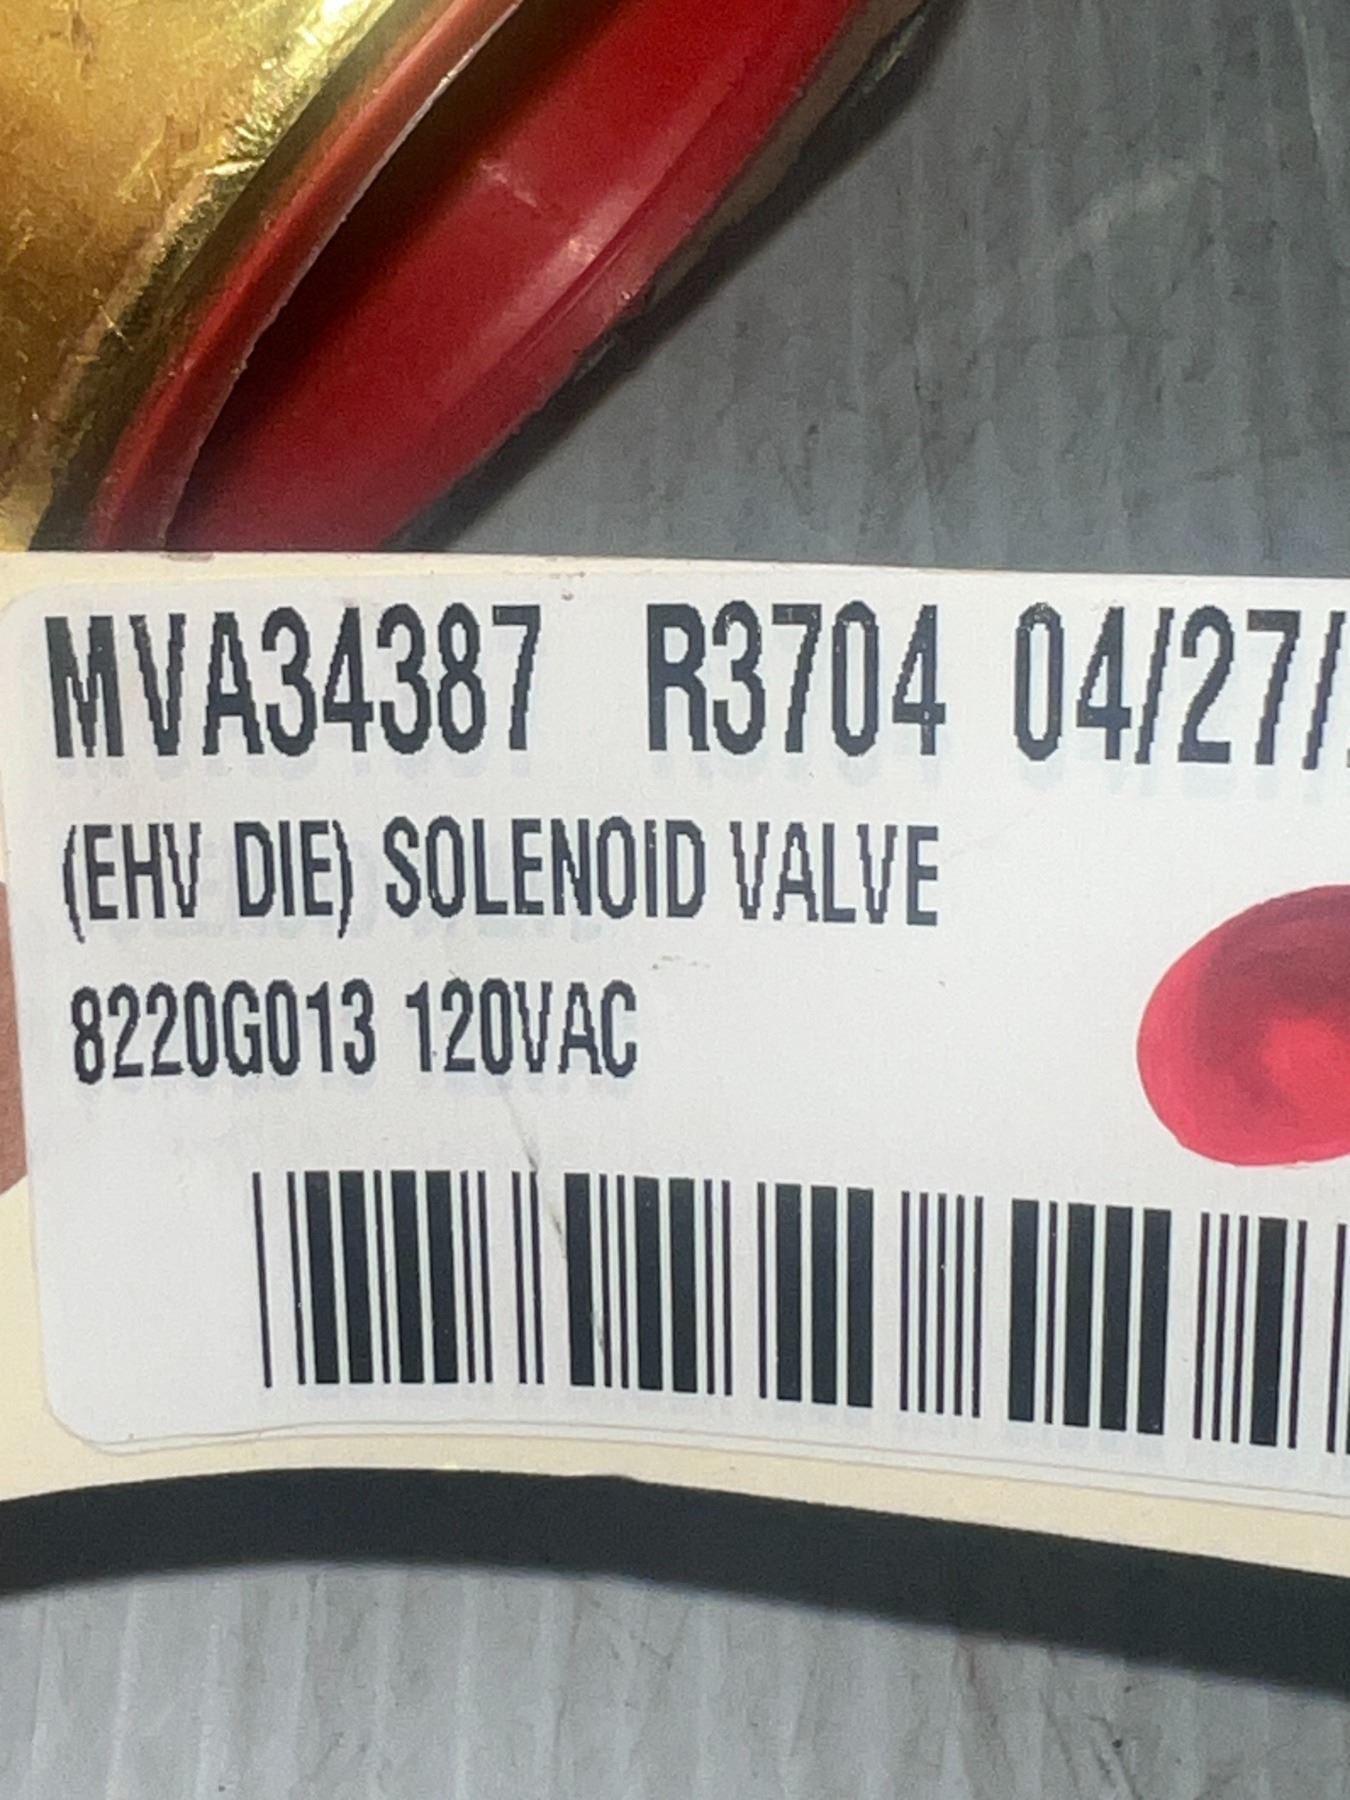 MVA34387 R3704 04/27/
(EHV DIE) SOLENOID VALVE
8220G013 120VAC